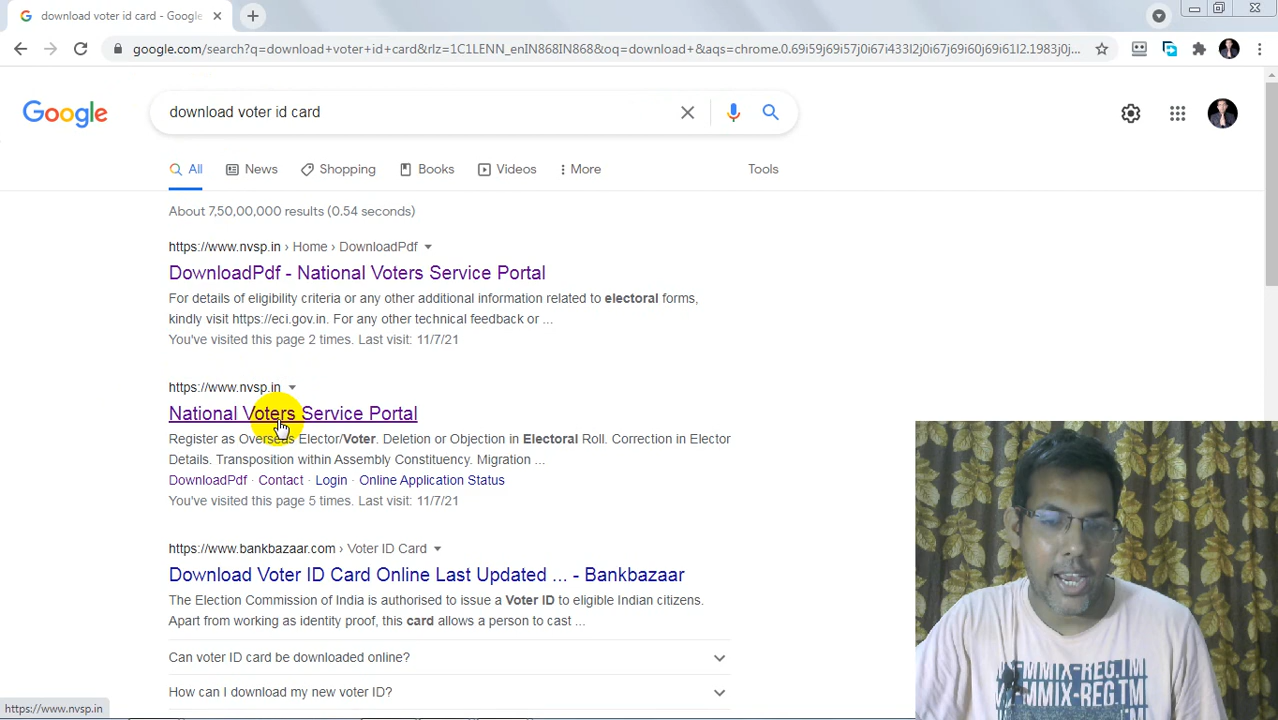 download voter id card - Google
google.com/search?q=download+voter+id+card&rlz=1C1LENN_enIN868IN868&oq=download+&aqs=chrome.0.69i59j69i57j0i67i433l2j0i67j69i60j69i61l2.1983j0j...
Google
download voter id card
All News Shopping Books Videos More Tools
About 7,50,00,000 results (0.54 seconds)
https://www.nvsp.in › Home › DownloadPdf
DownloadPdf - National Voters Service Portal
For details of eligibility criteria or any other additional information related to electoral forms,
kindly visit https://eci.gov.in. For any other technical feedback or ...
You've visited this page 2 times. Last visit: 11/7/21
https://www.nvsp.in
National Voters Service Portal
Register as Overseas Elector/Voter. Deletion or Objection in Electoral Roll. Correction in Elector
Details. Transposition within Assembly Constituency. Migration ...
DownloadPdf · Contact · Login · Online Application Status
You've visited this page 5 times. Last visit: 11/7/21
https://www.bankbazaar.com › Voter ID Card
Download Voter ID Card Online Last Updated ... - Bankbazaar
The Election Commission of India is authorised to issue a Voter ID to eligible Indian citizens.
Apart from working as identity proof, this card allows a person to cast ...
Can voter ID card be downloaded online?
How can I download my new voter ID?
https://www.nvsp.in
MMIX-REG.TM
MMIX-REG.TM